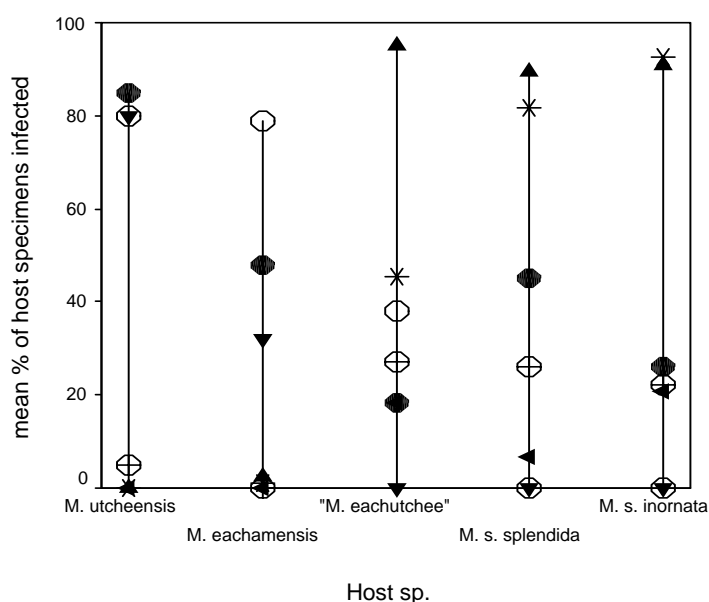 100
80
60
40
20
0
mean % of host specimens infected
M. utcheensis
"M. eachutchee"
M. s. inornata
M. eachamensis
M. s. splendida
Host sp.